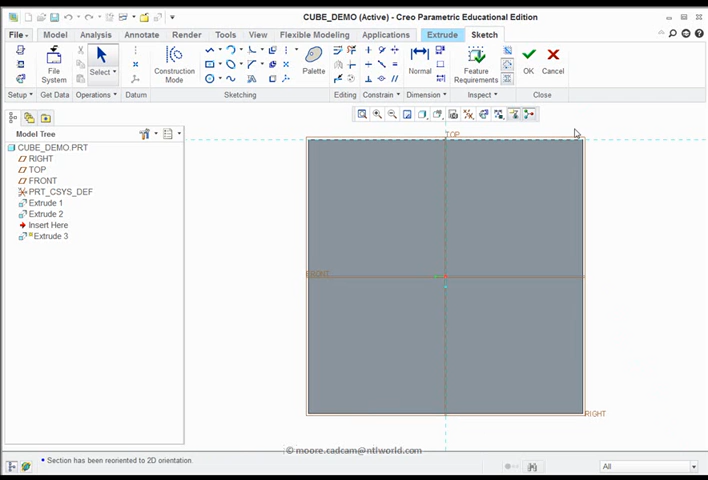 CUBE_DEMO (Active) - Creo Parametric Educational Edition
File Model Analysis Annotate Render Tools View Flexible Modeling Applications Extrude Sketch
Select File System Construction Mode Palette Normal Feature Requirements OK Cancel
Setup Get Data Operations Datum Sketching Editing Constrain Dimension Inspect Close
Model Tree
CUBE_DEMO.PRT
RIGHT
TOP
FRONT
PRT_CSYS_DEF
Extrude 1
Extrude 2
Insert Here
Extrude 3
TOP
FRONT
RIGHT
© moore.cadcam@ntlworld.com
Section has been reoriented to 2D orientation.
All